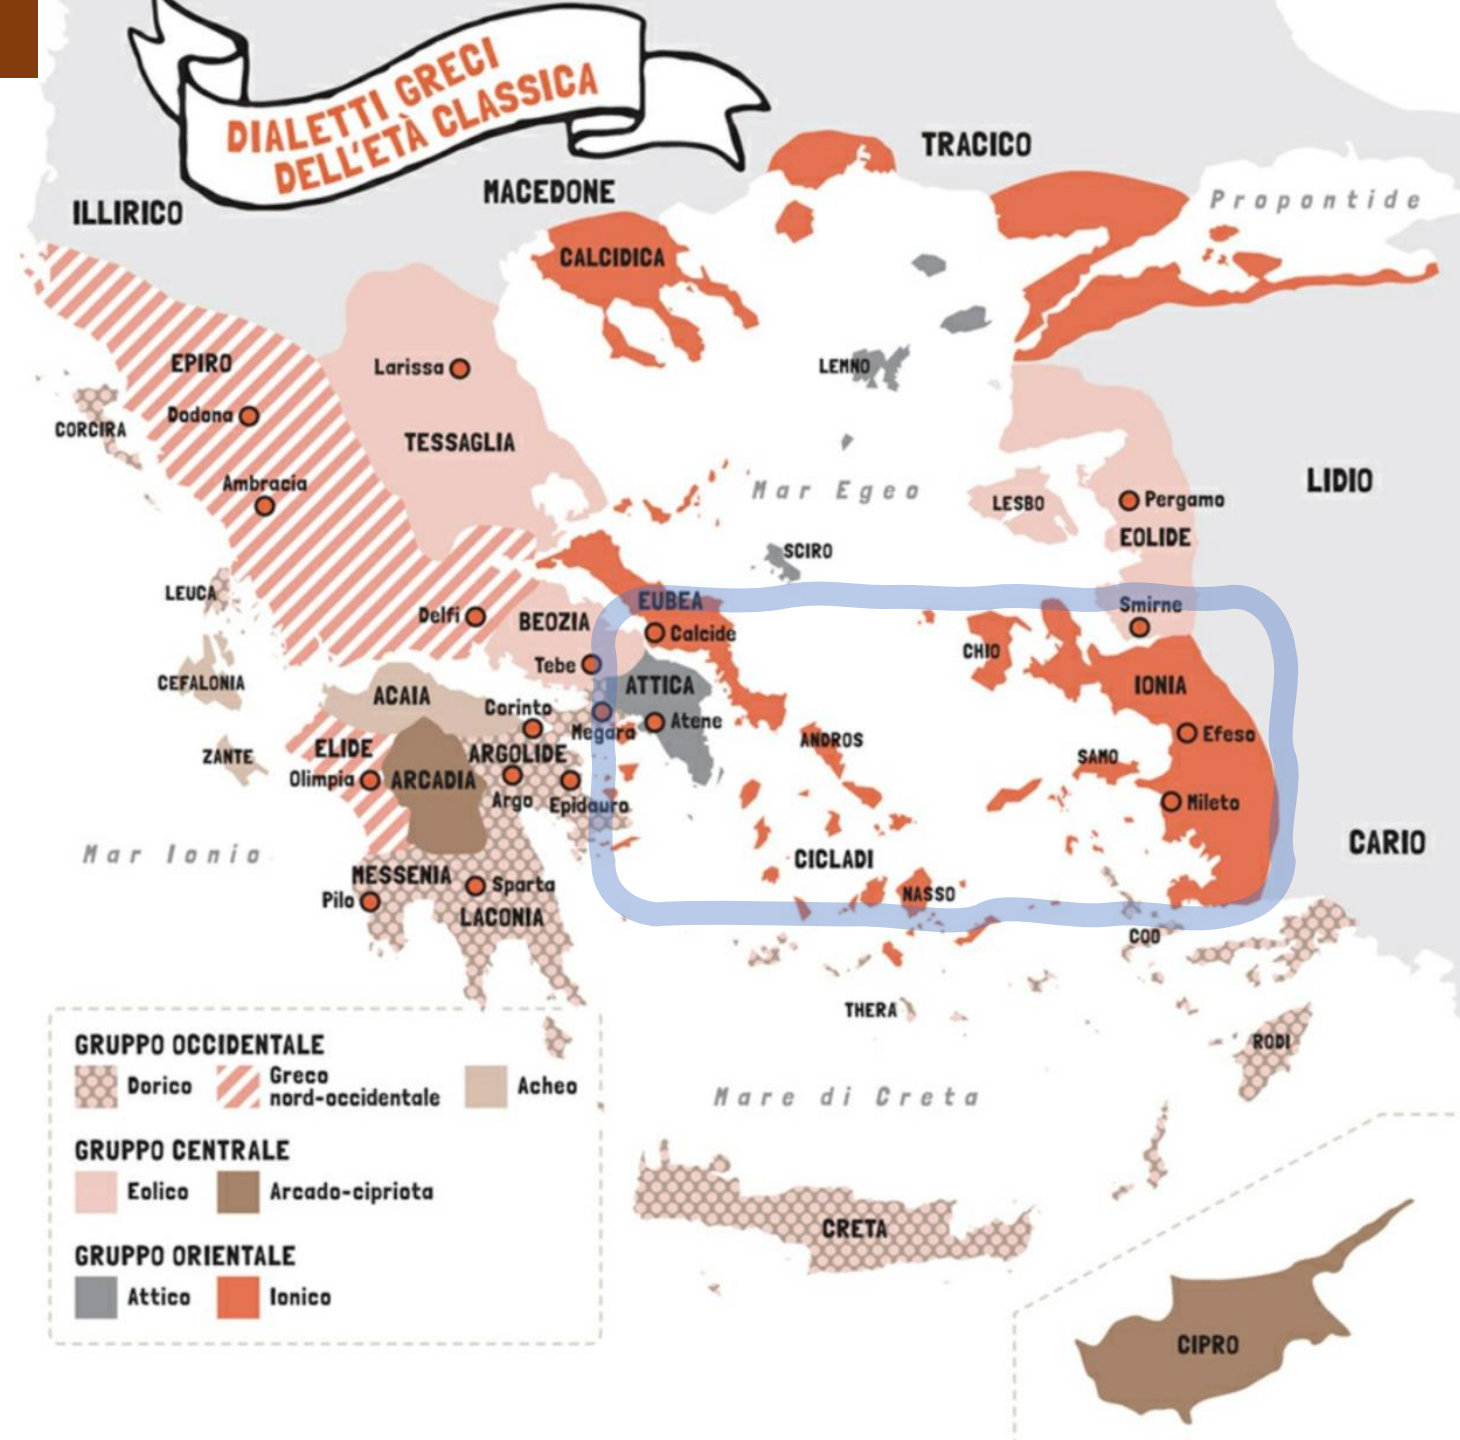 DIALETTI GRECI
DELL'ETÀ CLASSICA
TRACICO
MACEDONE
ILLIRICO
Propontide
CALCIDICA
EPIRO
Larissa
LEMNO
Dodona
CORCIRA
TESSAGLIA
Ambracia
Mar Egeo
LESBO
Pergamo
LIDIO
EOLIDE
SCIRO
LEUCA
Delfi
BEOZIA
EUBEA
Calcide
Smirne
Tebe
CHIO
CEFALONIA
ACAIA
ATTICA
IONIA
Corinto
Megara
Atene
ANDROS
Efeso
ZANTE
ELIDE
ARGOLIDE
SAMO
Olimpia
ARCADIA
Argo
Epidauro
Mileto
Mar Ionio
CICLADI
CARIO
MESSENIA
Sparta
NASSO
Pilo
LACONIA
COO
THERA
RODI
Mare di Creta
CRETA
CIPRO
GRUPPO OCCIDENTALE
Dorico
Greco
nord-occidentale
Acheo
GRUPPO CENTRALE
Eolico
Arcado-cipriota
GRUPPO ORIENTALE
Attico
Ionico